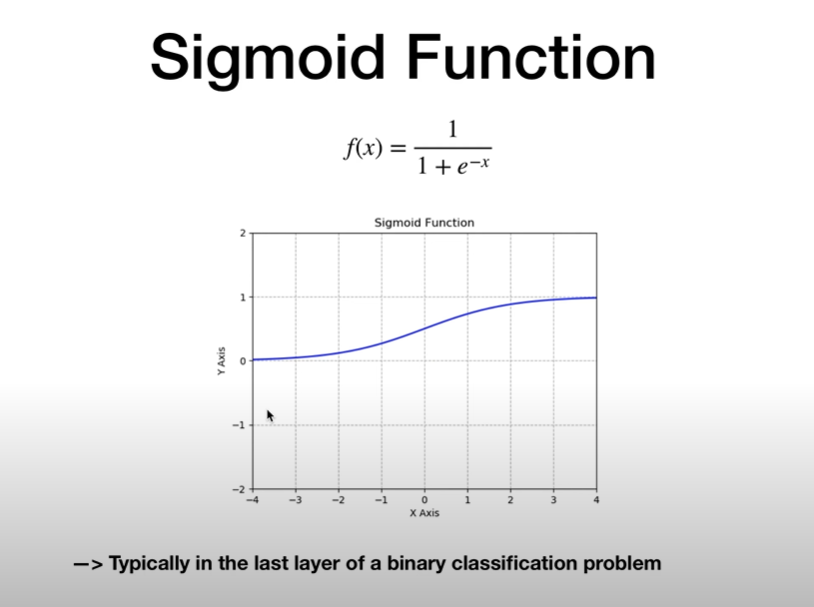 Sigmoid Function
f(x) = 1 / (1 + e^−x)
Sigmoid Function
2
1
0
−1
−2
Y Axis
−4 −3 −2 −1 0 1 2 3 4
X Axis
—> Typically in the last layer of a binary classification problem